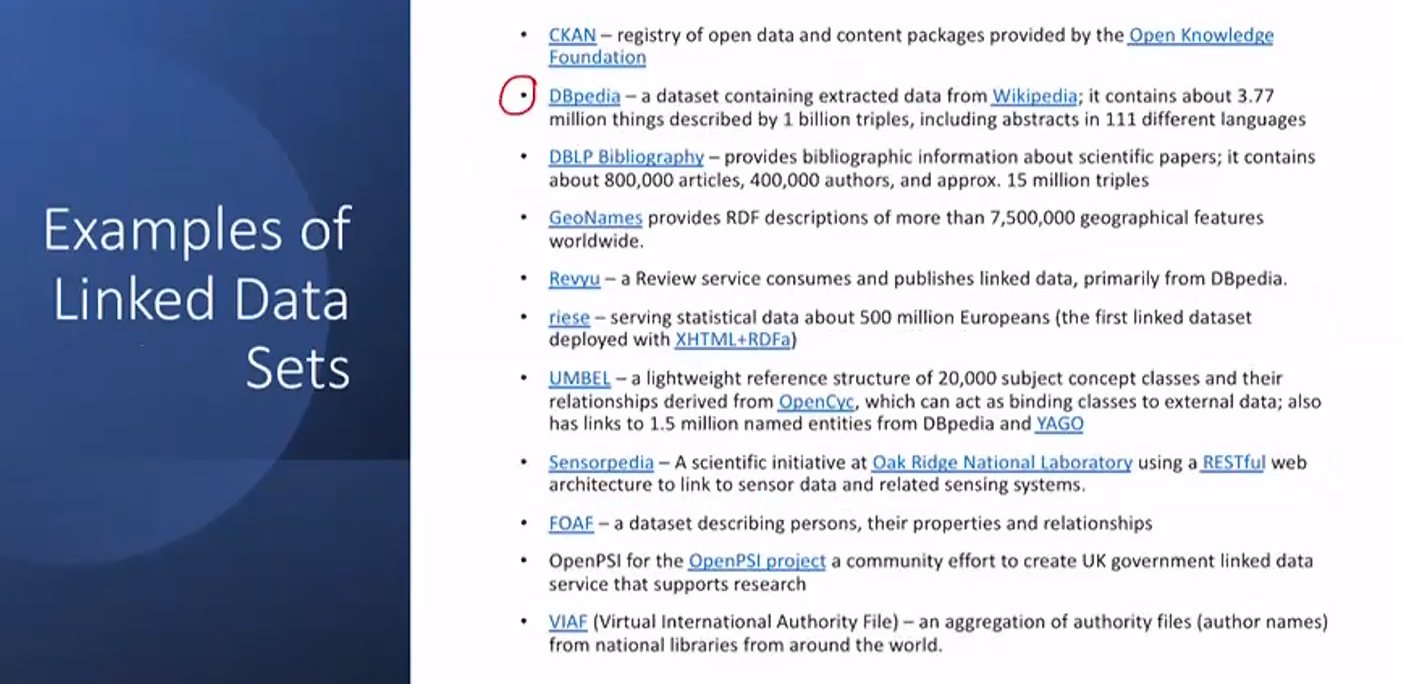 Examples of
Linked Data
Sets
• CKAN – registry of open data and content packages provided by the Open Knowledge
Foundation
• DBpedia – a dataset containing extracted data from Wikipedia; it contains about 3.77
million things described by 1 billion triples, including abstracts in 111 different languages
• DBLP Bibliography – provides bibliographic information about scientific papers; it contains
about 800,000 articles, 400,000 authors, and approx. 15 million triples
• GeoNames provides RDF descriptions of more than 7,500,000 geographical features
worldwide.
• Revyu – a Review service consumes and publishes linked data, primarily from DBpedia.
• riese – serving statistical data about 500 million Europeans (the first linked dataset
deployed with XHTML+RDFa)
• UMBEL – a lightweight reference structure of 20,000 subject concept classes and their
relationships derived from OpenCyc, which can act as binding classes to external data; also
has links to 1.5 million named entities from DBpedia and YAGO
• Sensorpedia – A scientific initiative at Oak Ridge National Laboratory using a RESTful web
architecture to link to sensor data and related sensing systems.
• FOAF – a dataset describing persons, their properties and relationships
• OpenPSI for the OpenPSI project a community effort to create UK government linked data
service that supports research
• VIAF (Virtual International Authority File) – an aggregation of authority files (author names)
from national libraries from around the world.